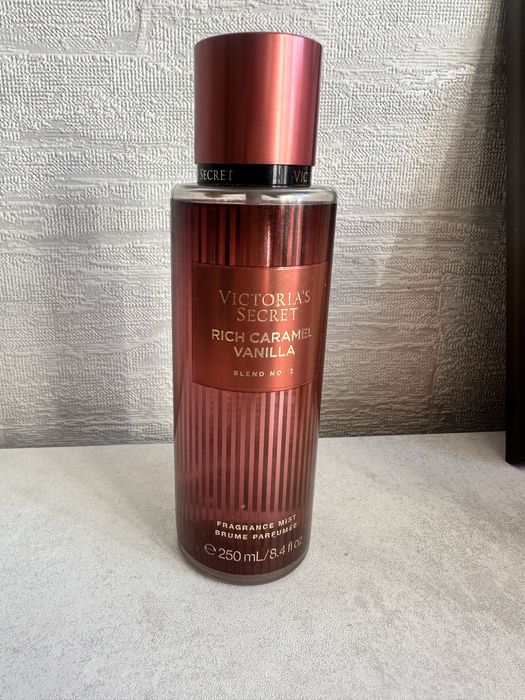 SECRET VIC
VICTORIA'S
SECRET
RICH CARAMEL
VANILLA
BLEND NO 3
FRAGRANCE MIST
BRUME PARFUMÉE
℮ 250 mL/8.4 fl oz